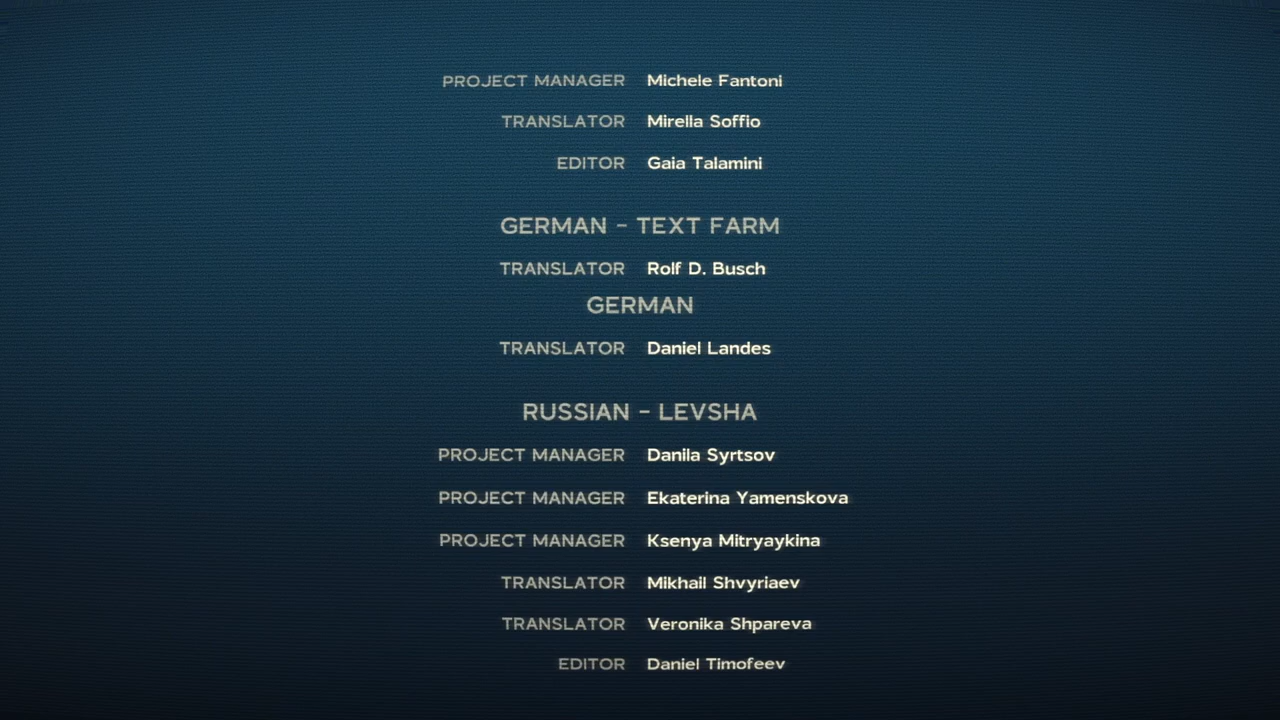 PROJECT MANAGER Michele Fantoni
TRANSLATOR Mirella Soffio
EDITOR Gaia Talamini
GERMAN - TEXT FARM
TRANSLATOR Rolf D. Busch
GERMAN
TRANSLATOR Daniel Landes
RUSSIAN - LEVSHA
PROJECT MANAGER Danila Syrtsov
PROJECT MANAGER Ekaterina Yamenskova
PROJECT MANAGER Ksenya Mitryaykina
TRANSLATOR Mikhail Shvyriaev
TRANSLATOR Veronika Shpareva
EDITOR Daniel Timofeev